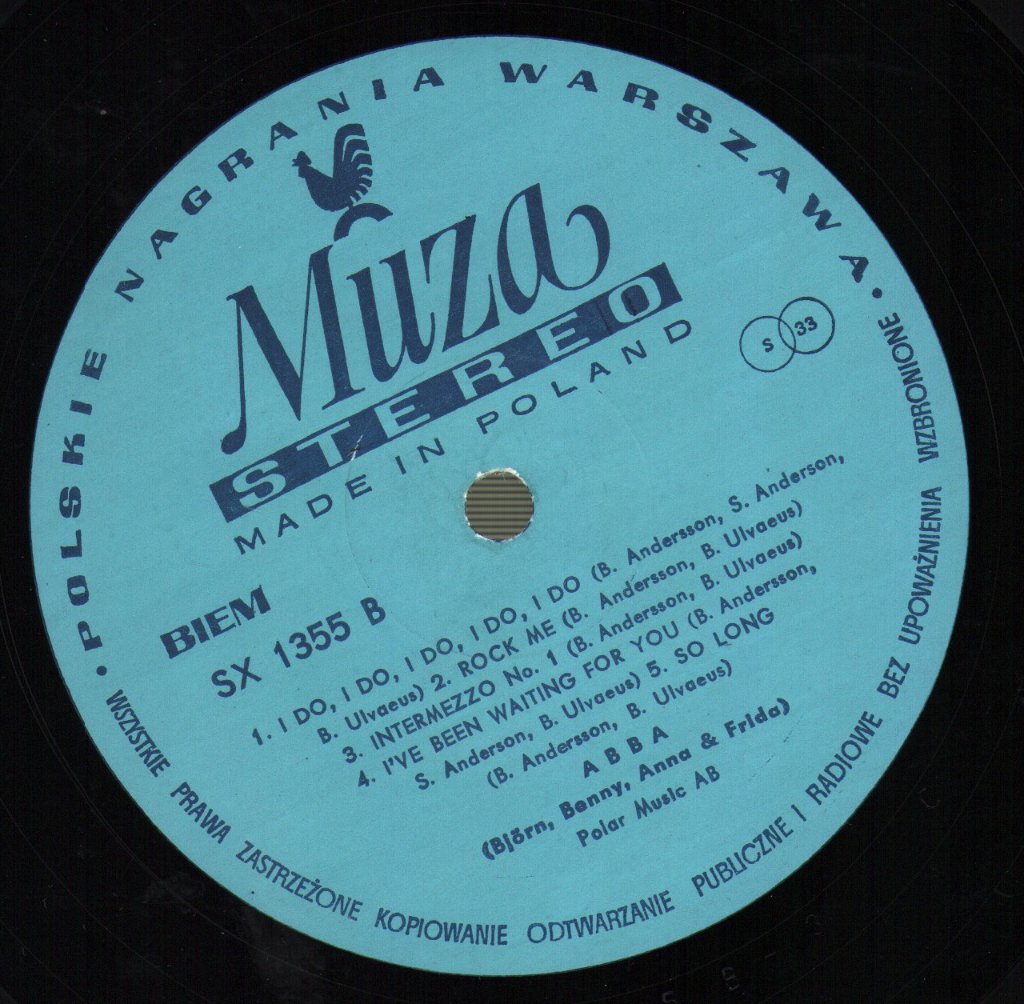 • POLSKIE NAGRANIA WARSZAWA •
Muza
STEREO
MADE IN POLAND
S 33
BIEM
SX 1355 B
1. I DO, I DO, I DO, I DO, I DO (B. Andersson, S. Anderson,
B. Ulvaeus) 2. ROCK ME (B. Andersson, B. Ulvaeus)
3. INTERMEZZO No. 1 (B. Andersson, B. Ulvaeus)
4. I'VE BEEN WAITING FOR YOU (B. Andersson,
S. Anderson, B. Ulvaeus) 5. SO LONG
(B. Andersson, B. Ulvaeus)
ABBA
(Björn, Benny, Anna & Frida)
Polar Music AB
WSZYSTKIE PRAWA ZASTRZEŻONE KOPIOWANIE ODTWARZANIE PUBLICZNE I RADIOWE BEZ UPOWAŻNIENIA WZBRONIONE